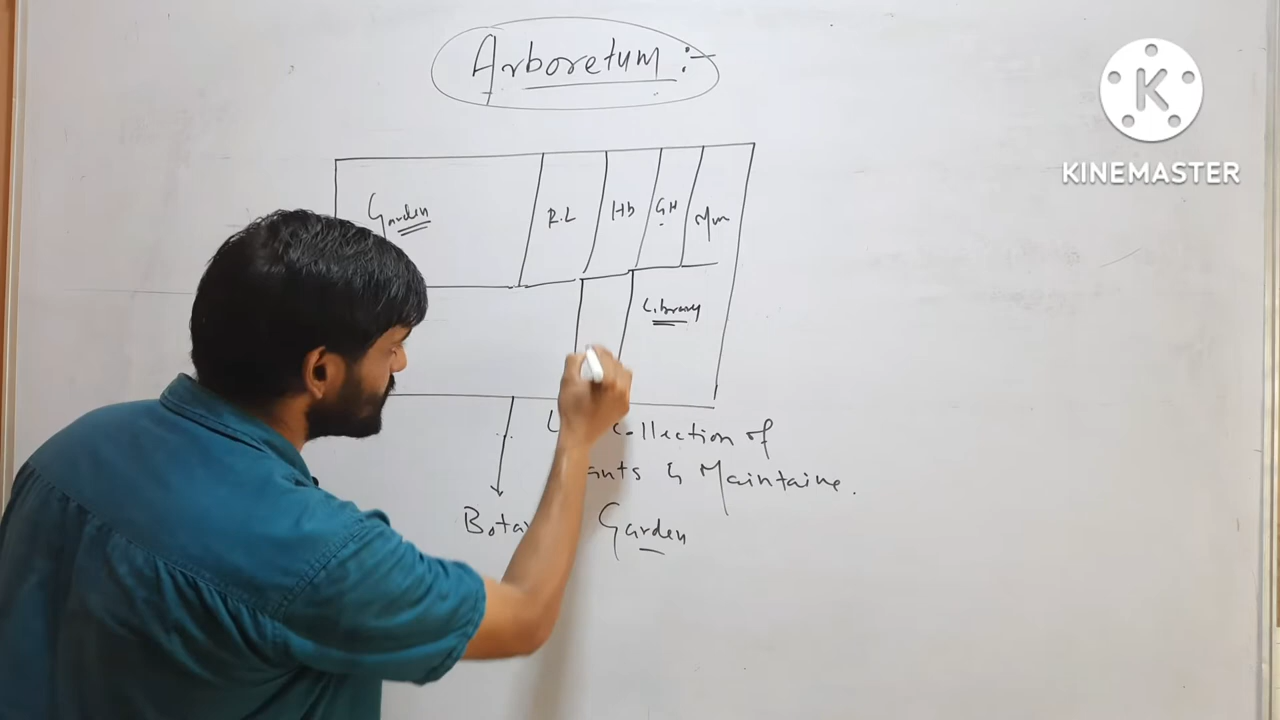 Arboretum :-
KINEMASTER
Garden R.L Hb GH Mm
Library
collection of
& Maintaine.
Garden